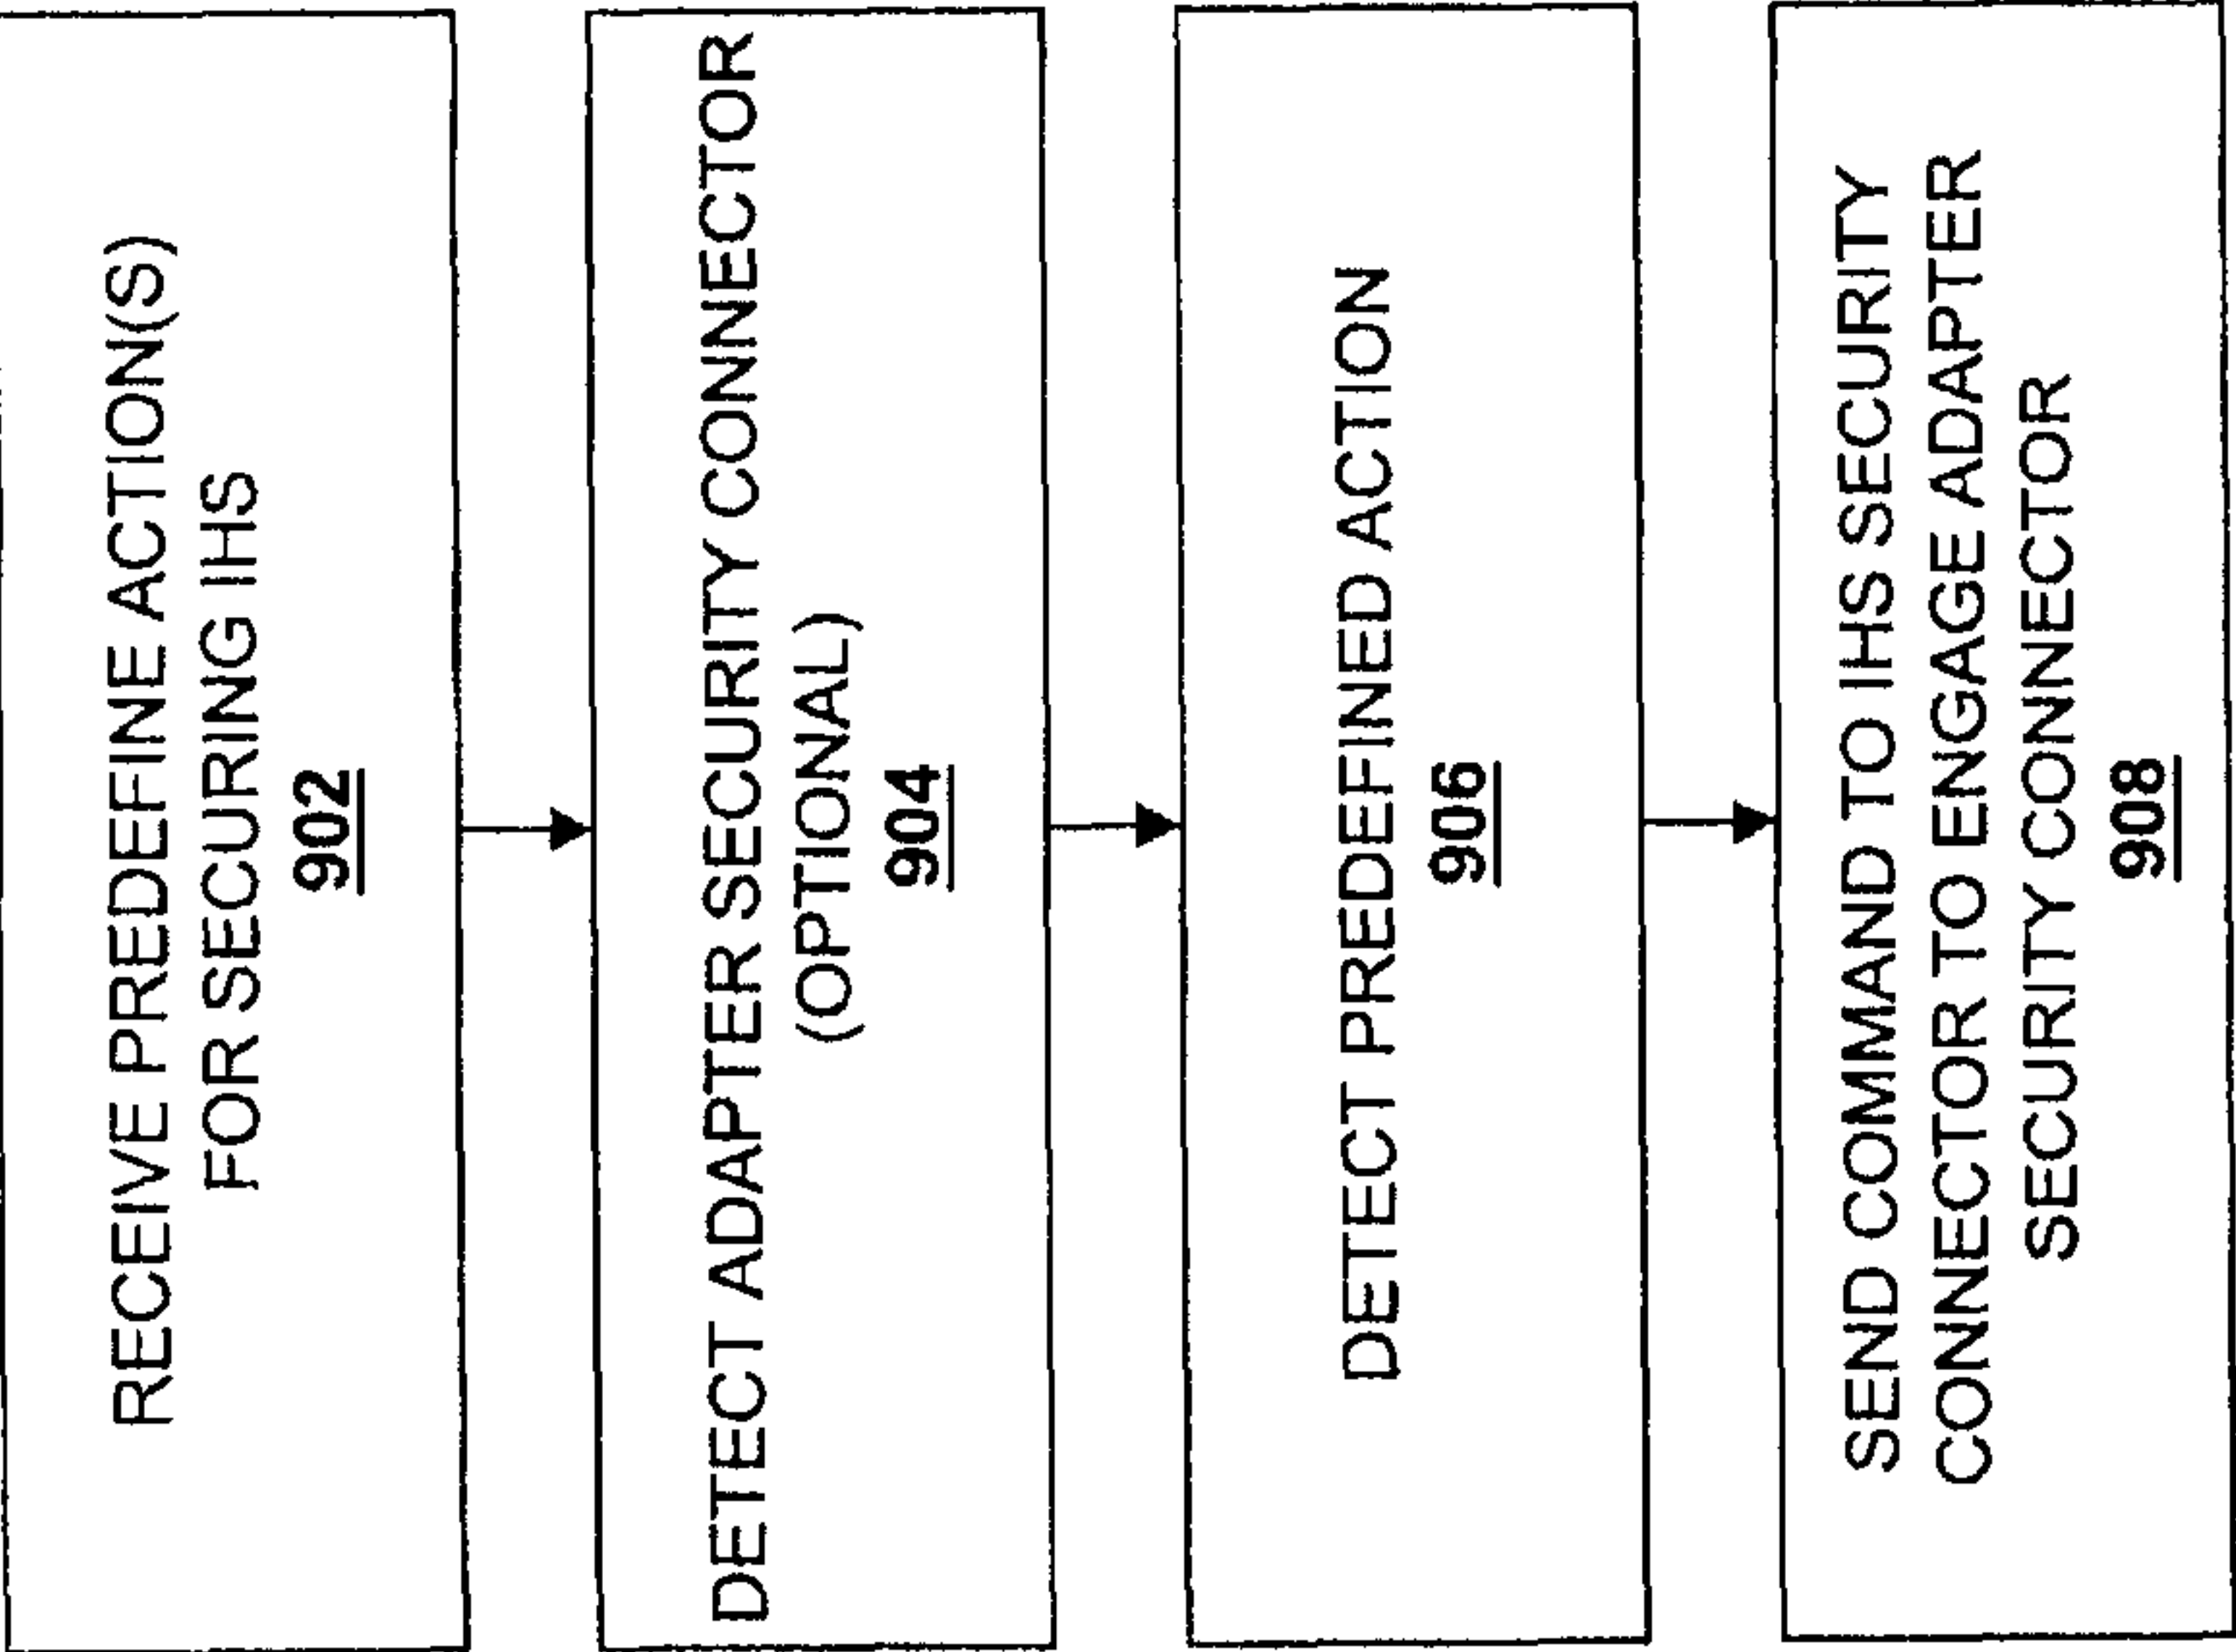 RECEIVE PREDEFINE ACTION(S)
FOR SECURING IHS
902
DETECT ADAPTER SECURITY CONNECTOR
(OPTIONAL)
904
DETECT PREDEFINED ACTION
906
SEND COMMAND TO IHS SECURITY
CONNECTOR TO ENGAGE ADAPTER
SECURITY CONNECTOR
908